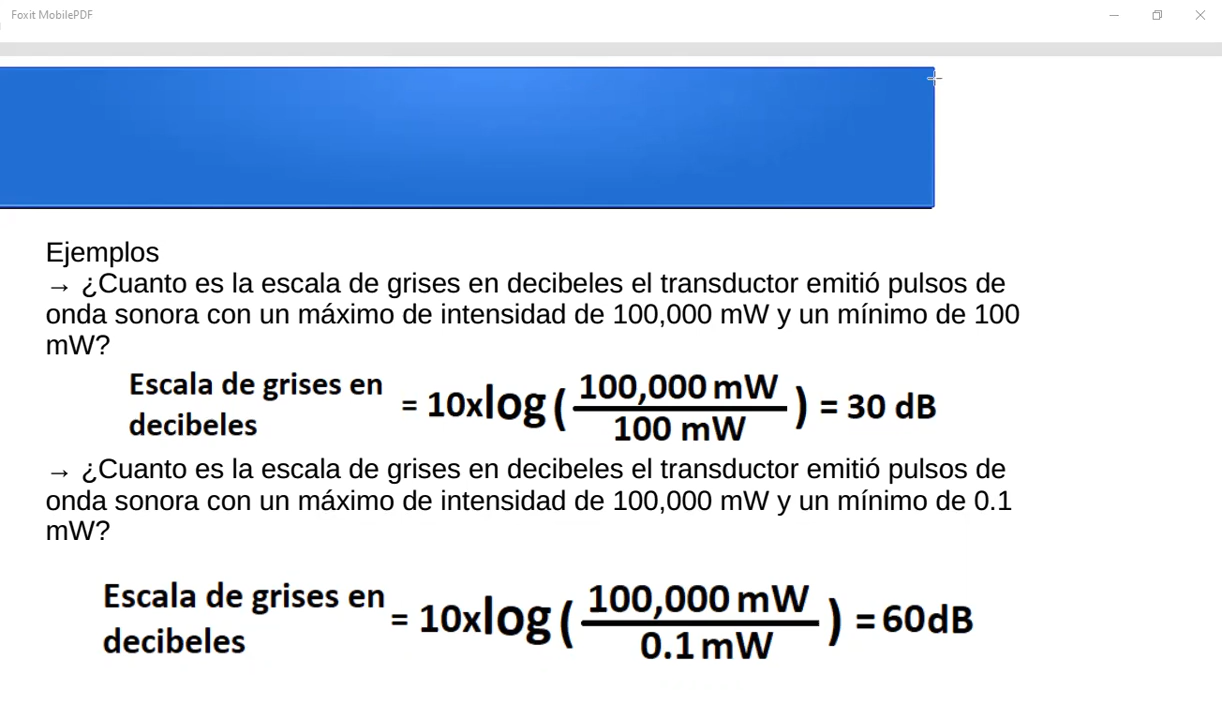 Foxit MobilePDF
Ejemplos
→ ¿Cuanto es la escala de grises en decibeles el transductor emitió pulsos de
onda sonora con un máximo de intensidad de 100,000 mW y un mínimo de 100
mW?
Escala de grises en
decibeles
= 10xlog ( 100,000 mW / 100 mW ) = 30 dB
→ ¿Cuanto es la escala de grises en decibeles el transductor emitió pulsos de
onda sonora con un máximo de intensidad de 100,000 mW y un mínimo de 0.1
mW?
Escala de grises en
decibeles
= 10xlog ( 100,000 mW / 0.1 mW ) = 60 dB